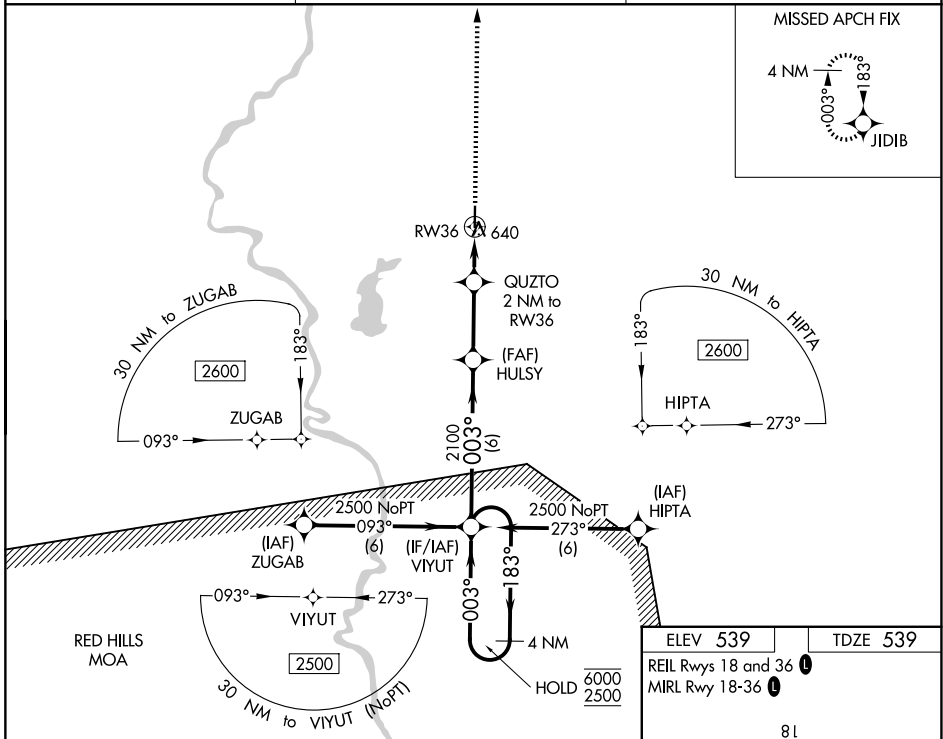 MISSED APCH FIX
4 NM
183°
003°
JIDIB
RW36
640
QUZTO
2 NM to
RW36
(FAF)
HULSY
30 NM to ZUGAB
183°
2600
ZUGAB
093°
30 NM to HIPTA
183°
2600
HIPTA
273°
2100
003°
(6)
2500 NoPT
093°
(6)
(IAF)
ZUGAB
(IF/IAF)
VIYUT
2500 NoPT
273°
(6)
(IAF)
HIPTA
003°
183°
4 NM
HOLD
6000
2500
093°
273°
VIYUT
2500
30 NM to VIYUT (NoPT)
RED HILLS
MOA
ELEV 539
TDZE 539
REIL Rwys 18 and 36 L
MIRL Rwy 18-36 L
18